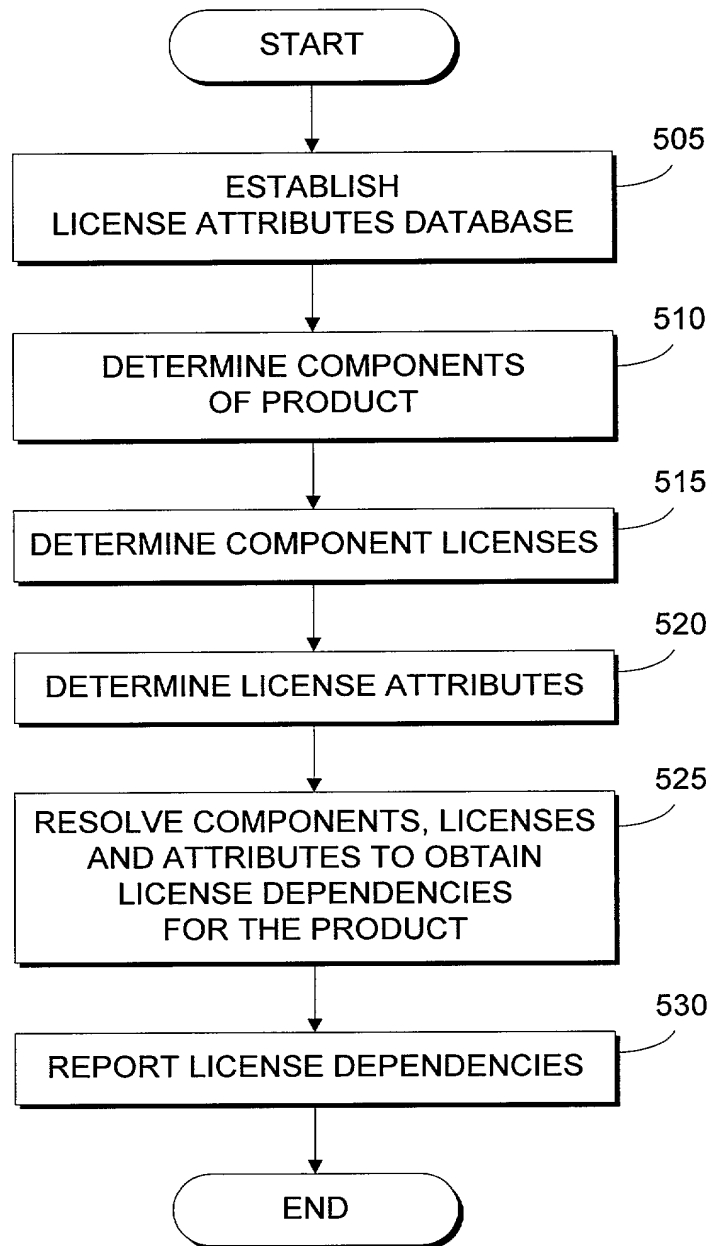 START
505
ESTABLISH
LICENSE ATTRIBUTES DATABASE
510
DETERMINE COMPONENTS
OF PRODUCT
515
DETERMINE COMPONENT LICENSES
520
DETERMINE LICENSE ATTRIBUTES
525
RESOLVE COMPONENTS, LICENSES
AND ATTRIBUTES TO OBTAIN
LICENSE DEPENDENCIES
FOR THE PRODUCT
530
REPORT LICENSE DEPENDENCIES
END